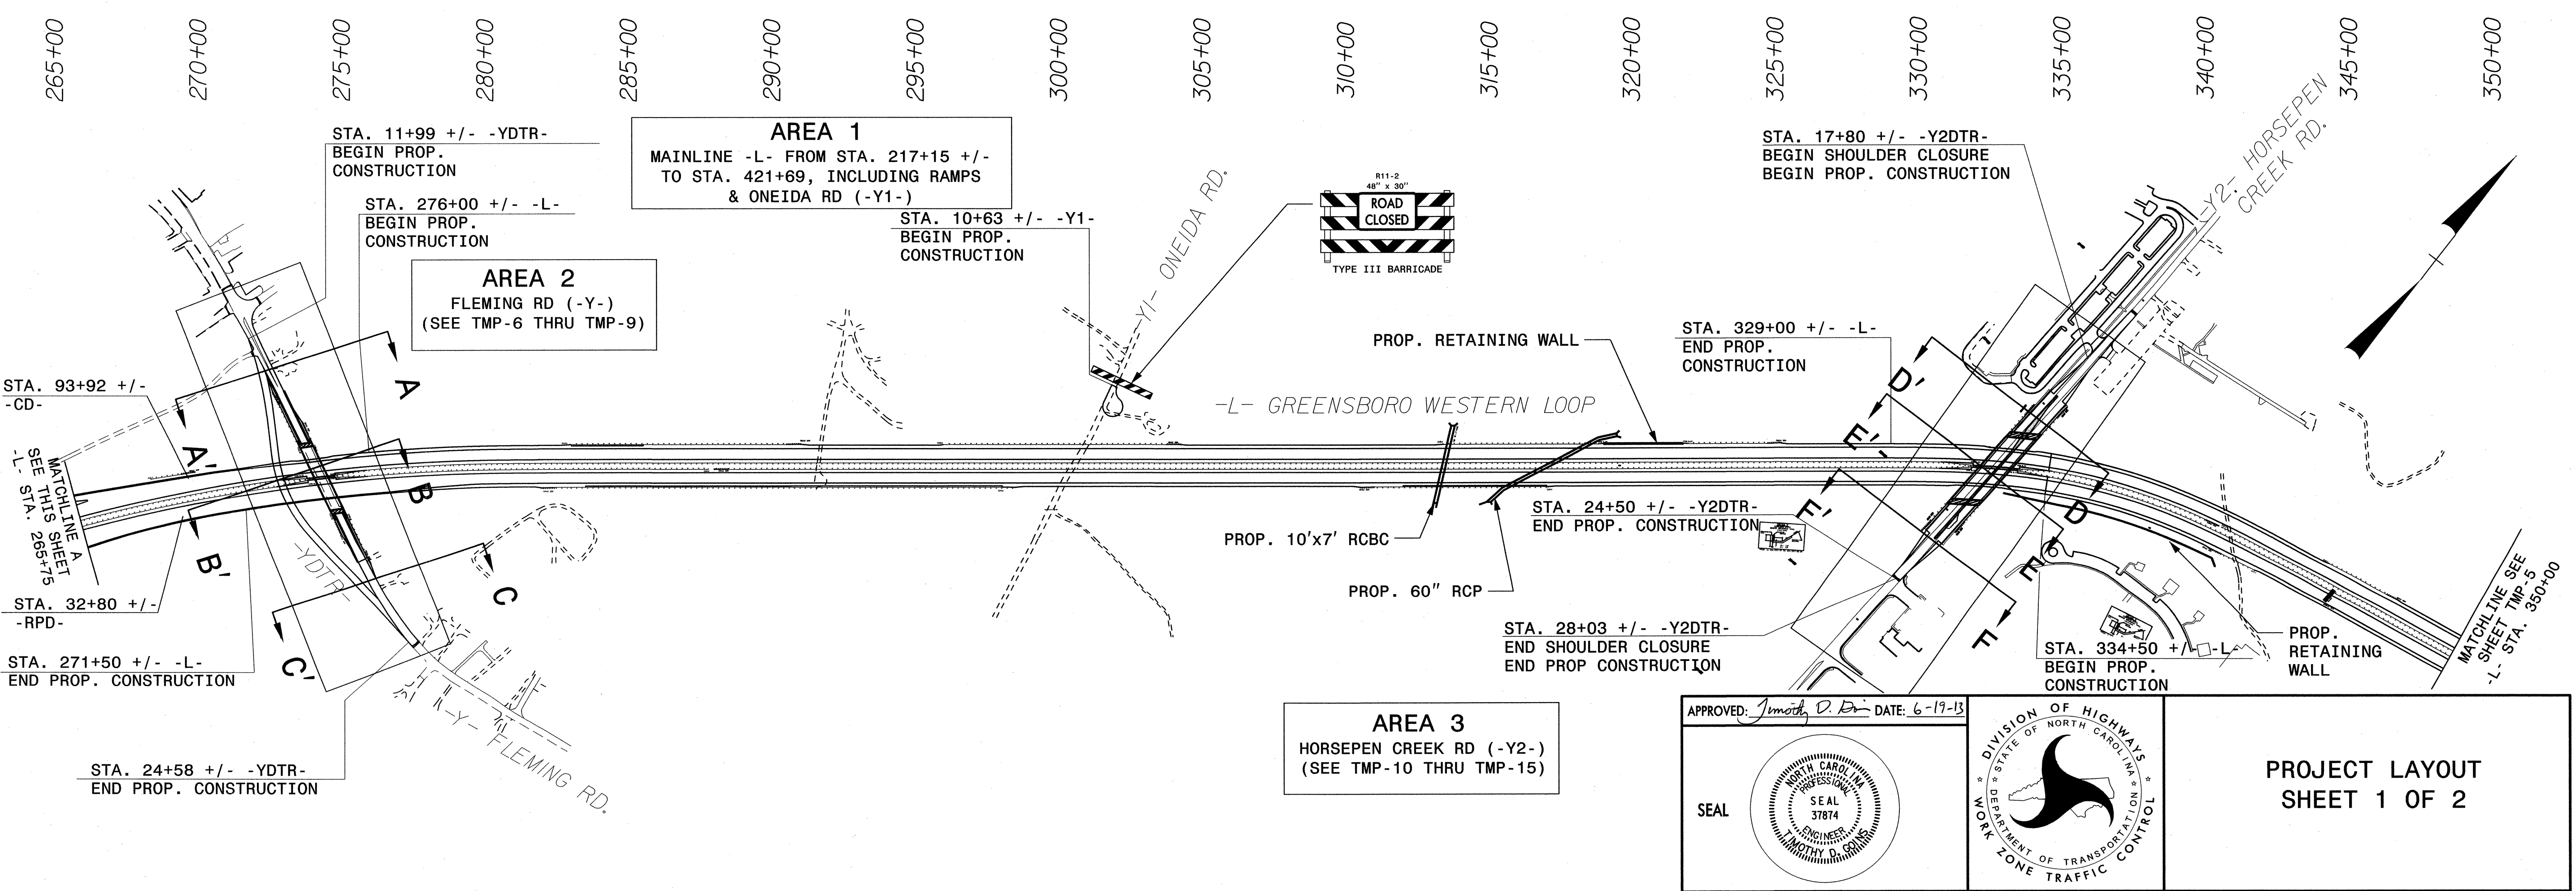 265+00
270+00
275+00
280+00
285+00
290+00
295+00
300+00
305+00
310+00
315+00
320+00
325+00
330+00
335+00
340+00
345+00
350+00
STA. 11+99 +/- -YDTR-
BEGIN PROP.
CONSTRUCTION
STA. 276+00 +/- -L-
BEGIN PROP.
CONSTRUCTION
AREA 1
MAINLINE -L- FROM STA. 217+15 +/-
TO STA. 421+69, INCLUDING RAMPS
& ONEIDA RD (-Y1-)
AREA 2
FLEMING RD (-Y-)
(SEE TMP-6 THRU TMP-9)
STA. 10+63 +/- -Y1-
BEGIN PROP.
CONSTRUCTION
-Y1- ONEIDA RD.
R11-2
48" x 30"
ROAD
CLOSED
TYPE III BARRICADE
STA. 17+80 +/- -Y2DTR-
BEGIN SHOULDER CLOSURE
BEGIN PROP. CONSTRUCTION
-Y2- HORSEPEN
CREEK RD.
PROP. RETAINING WALL
STA. 329+00 +/- -L-
END PROP.
CONSTRUCTION
-L- GREENSBORO WESTERN LOOP
STA. 93+92 +/-
-CD-
MATCHLINE A
SEE THIS SHEET
-L- STA. 265+75
A
A'
B
B'
C
C'
D'
E'
F'
D
E
F
-YDTR-
STA. 32+80 +/-
-RPD-
STA. 271+50 +/- -L-
END PROP. CONSTRUCTION
STA. 24+58 +/- -YDTR-
END PROP. CONSTRUCTION
-Y- FLEMING RD.
PROP. 10'x7' RCBC
PROP. 60" RCP
STA. 24+50 +/- -Y2DTR-
END PROP. CONSTRUCTION
STA. 28+03 +/- -Y2DTR-
END SHOULDER CLOSURE
END PROP CONSTRUCTION
STA. 334+50 +/- -L-
BEGIN PROP.
CONSTRUCTION
PROP.
RETAINING
WALL
MATCHLINE SEE
SHEET TMP-5
-L- STA. 350+00
AREA 3
HORSEPEN CREEK RD (-Y2-)
(SEE TMP-10 THRU TMP-15)
APPROVED: DATE: 6-19-13
SEAL
NORTH CAROLINA
PROFESSIONAL
SEAL
37874
ENGINEER
TIMOTHY D. GOINS
DIVISION OF HIGHWAYS
STATE OF NORTH CAROLINA
DEPARTMENT OF TRANSPORTATION
WORK ZONE TRAFFIC CONTROL
PROJECT LAYOUT
SHEET 1 OF 2